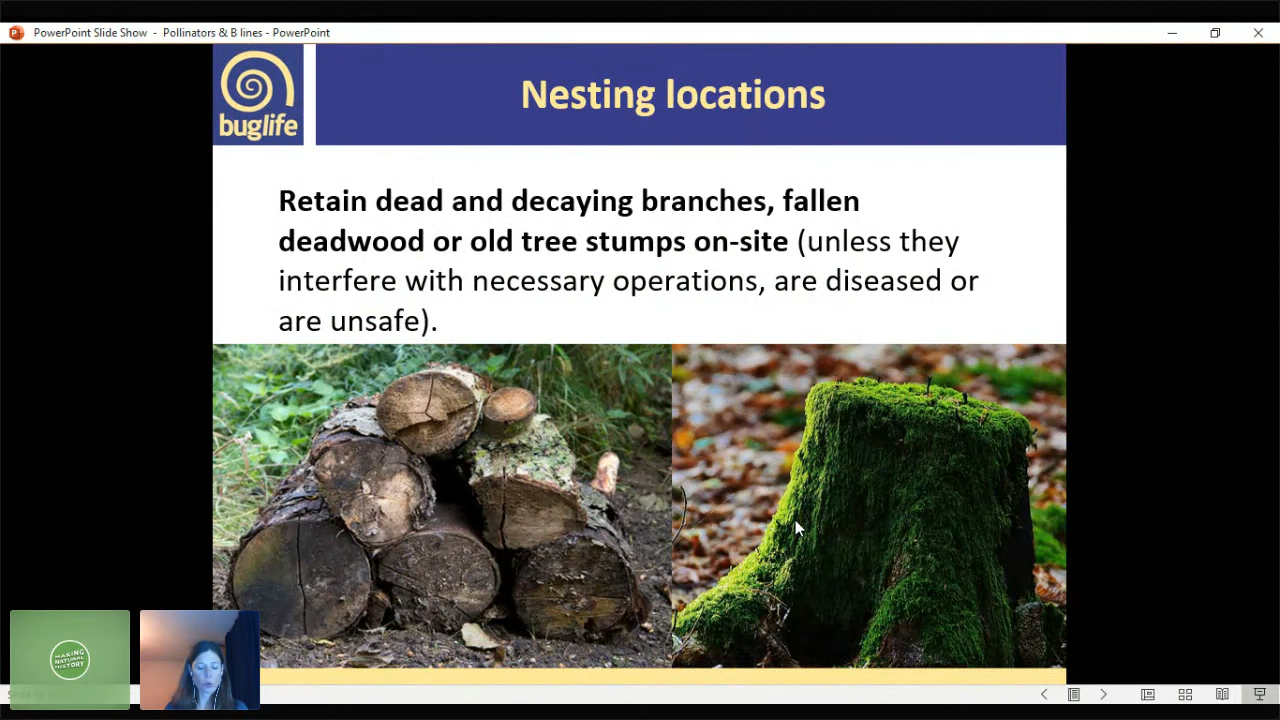 PowerPoint Slide Show - Pollinators & B lines - PowerPoint
buglife
Nesting locations
Retain dead and decaying branches, fallen
deadwood or old tree stumps on-site (unless they
interfere with necessary operations, are diseased or
are unsafe).
MAKING
NATURAL
HISTORY